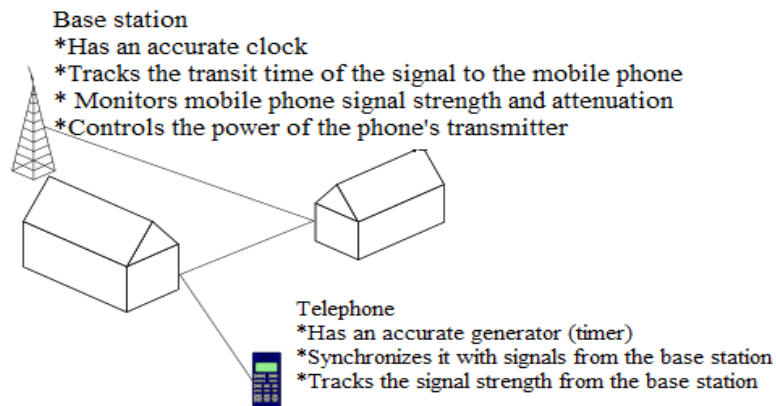 Base station
*Has an accurate clock
*Tracks the transit time of the signal to the mobile phone
* Monitors mobile phone signal strength and attenuation
*Controls the power of the phone's transmitter
Telephone
*Has an accurate generator (timer)
*Synchronizes it with signals from the base station
*Tracks the signal strength from the base station